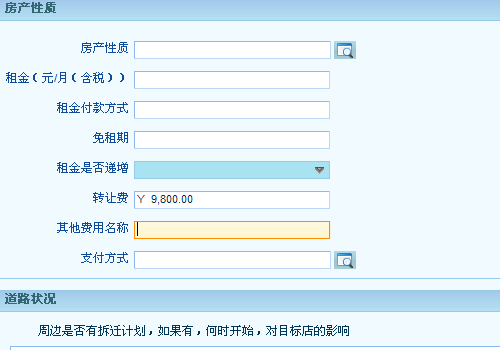 房产性质
房产性质
租金(元/月(含税))
租金付款方式
免租期
租金是否递增
转让费 Y 9,800.00
其他费用名称
支付方式
道路状况
周边是否有拆迁计划，如果有，何时开始，对目标店的影响